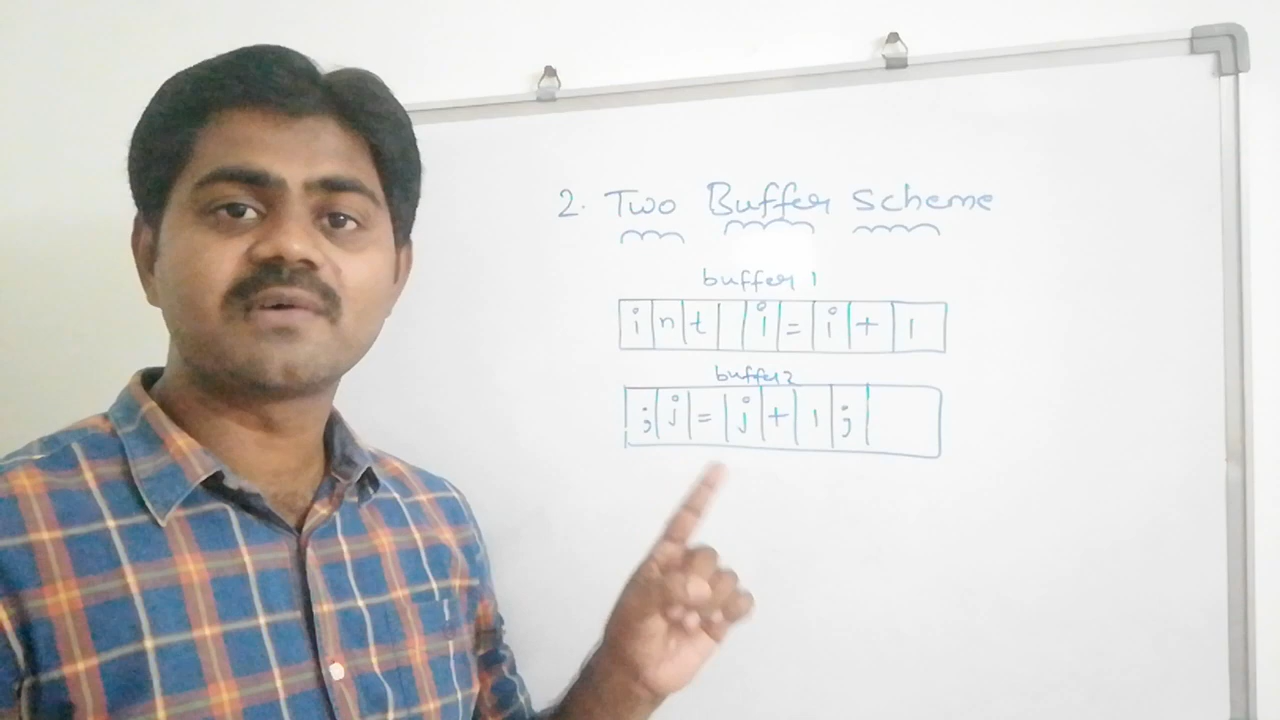 2. Two Buffer Scheme
buffer 1
i n t i = i + 1
buffer 2
; j = j + 1 ;